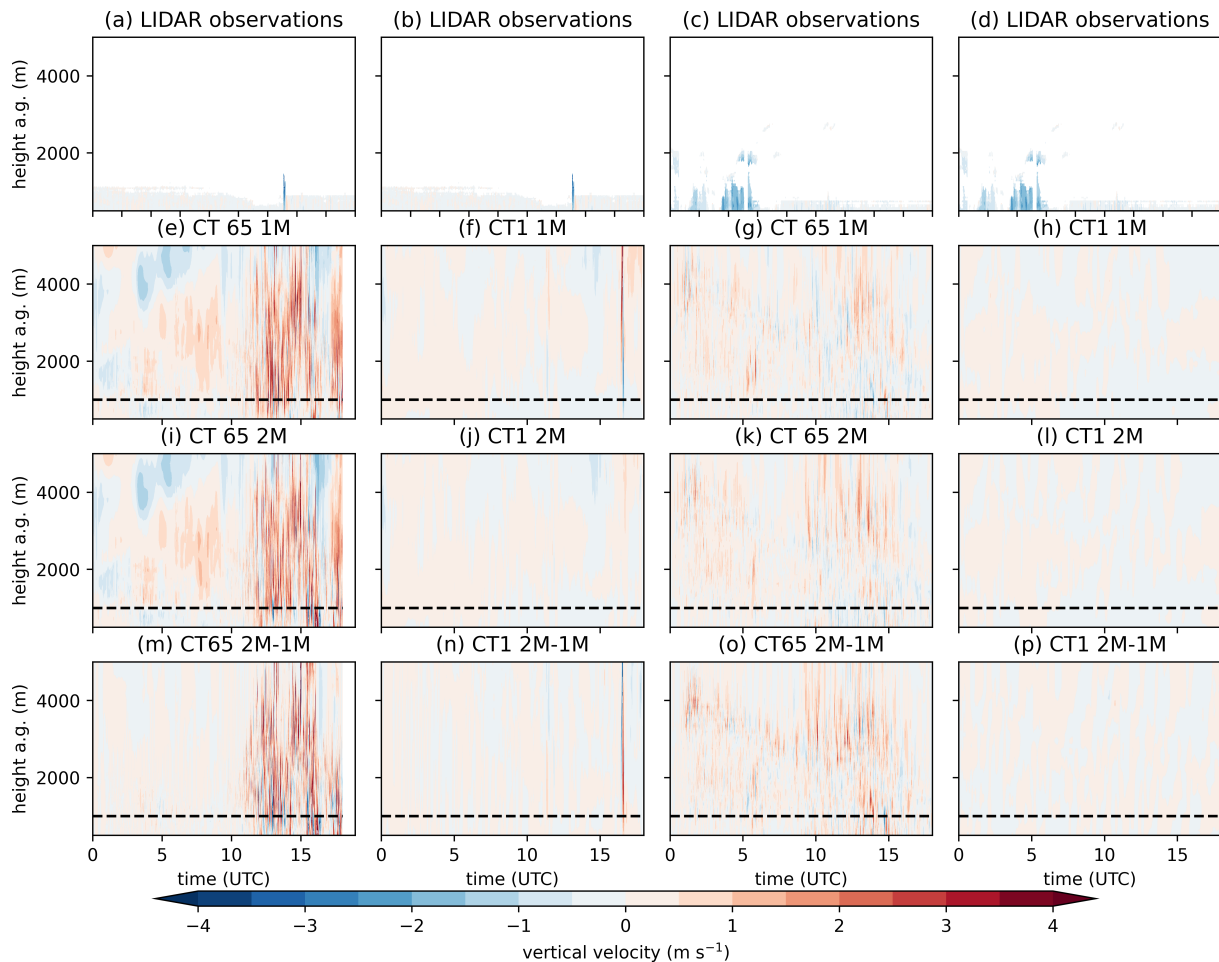 (a) LIDAR observations (b) LIDAR observations (c) LIDAR observations (d) LIDAR observations
height a.g. (m)
4000
2000
(e) CT 65 1M (f) CT1 1M (g) CT 65 1M (h) CT1 1M
height a.g. (m)
4000
2000
(i) CT 65 2M (j) CT1 2M (k) CT 65 2M (l) CT1 2M
height a.g. (m)
4000
2000
(m) CT65 2M-1M (n) CT1 2M-1M (o) CT65 2M-1M (p) CT1 2M-1M
height a.g. (m)
4000
2000
0 5 10 15 0 5 10 15 0 5 10 15 0 5 10 15
time (UTC) time (UTC) time (UTC) time (UTC)
−4 −3 −2 −1 0 1 2 3 4
vertical velocity (m s⁻¹)